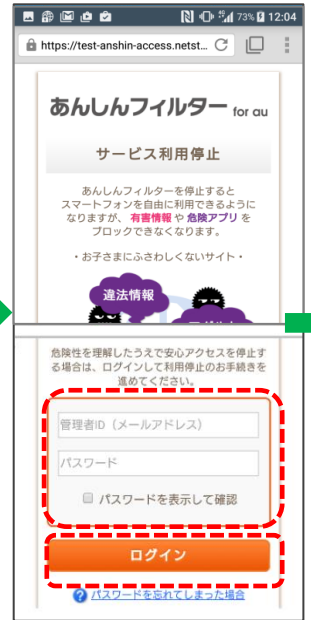 73% 12:04
https://test-anshin-access.netst...
あんしんフィルター for au
サービス利用停止
あんしんフィルターを停止すると
スマートフォンを自由に利用できるように
なりますが、有害情報や危険アプリを
ブロックできなくなります。
・お子さまにふさわしくないサイト・
違法情報
危険性を理解したうえで安心アクセスを停止す
る場合は、ログインして利用停止のお手続きを
進めてください。
管理者ID（メールアドレス）
パスワード
パスワードを表示して確認
ログイン
パスワードを忘れてしまった場合